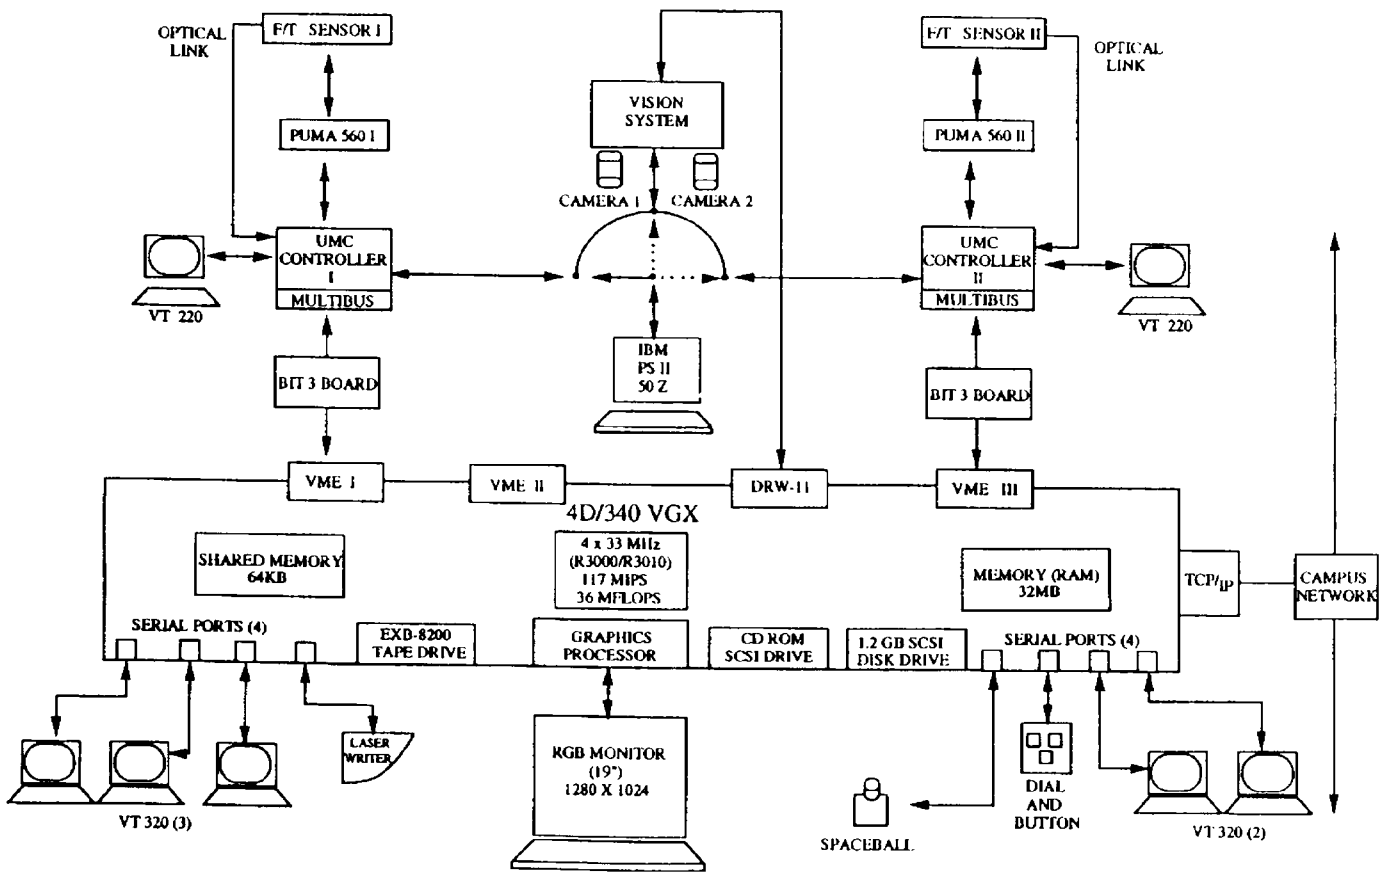 OPTICAL
LINK
F/T SENSOR I
PUMA 560 I
UMC
CONTROLLER
I
MULTIBUS
VT 220
BIT 3 BOARD
VISION
SYSTEM
CAMERA 1
CAMERA 2
IBM
PS II
50 Z
F/T SENSOR II
OPTICAL
LINK
PUMA 560 II
UMC
CONTROLLER
II
MULTIBUS
VT 220
BIT 3 BOARD
VME I
VME II
DRW-11
VME III
4D/340 VGX
SHARED MEMORY
64KB
4 x 33 MHz
(R3000/R3010)
117 MIPS
36 MFLOPS
MEMORY (RAM)
32MB
TCP/IP
CAMPUS
NETWORK
SERIAL PORTS (4)
EXB-8200
TAPE DRIVE
GRAPHICS
PROCESSOR
CD ROM
SCSI DRIVE
1.2 GB SCSI
DISK DRIVE
SERIAL PORTS (4)
VT 320 (3)
LASER
WRITER
RGB MONITOR
(19")
1280 X 1024
SPACEBALL
DIAL
AND
BUTTON
VT 320 (2)